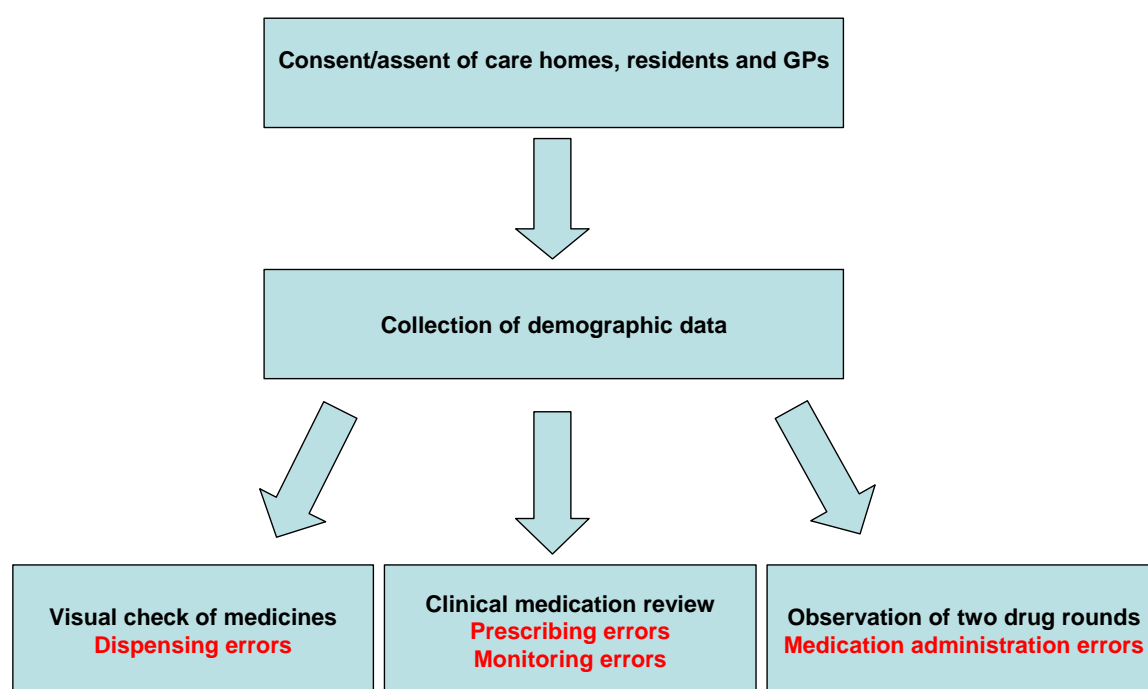 Consent/assent of care homes, residents and GPs
Collection of demographic data
Visual check of medicines
Dispensing errors
Clinical medication review
Prescribing errors
Monitoring errors
Observation of two drug rounds
Medication administration errors